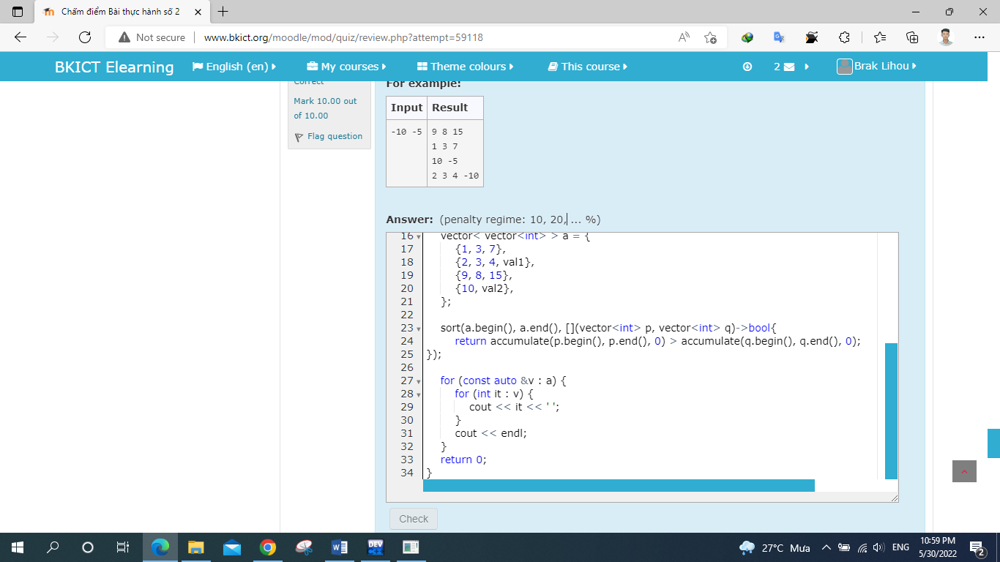 Chấm điểm Bài thực hành số 2
Not secure www.bkict.org/moodle/mod/quiz/review.php?attempt=59118
BKICT Elearning English (en) My courses Theme colours This course 2 Brak Lihou
Correct
Mark 10.00 out
of 10.00
Flag question
For example:
Input Result
-10 -5 9 8 15
1 3 7
10 -5
2 3 4 -10
Answer: (penalty regime: 10, 20, ... %)
16 vector< vector<int> > a = {
17 {1, 3, 7},
18 {2, 3, 4, val1},
19 {9, 8, 15},
20 {10, val2},
21 };
22
23 sort(a.begin(), a.end(), [](vector<int> p, vector<int> q)->bool{
24 return accumulate(p.begin(), p.end(), 0) > accumulate(q.begin(), q.end(), 0);
25 });
26
27 for (const auto &v : a) {
28 for (int it : v) {
29 cout << it << ' ';
30 }
31 cout << endl;
32 }
33 return 0;
34 }
Check
27°C Mưa ENG 10:59 PM
5/30/2022
2